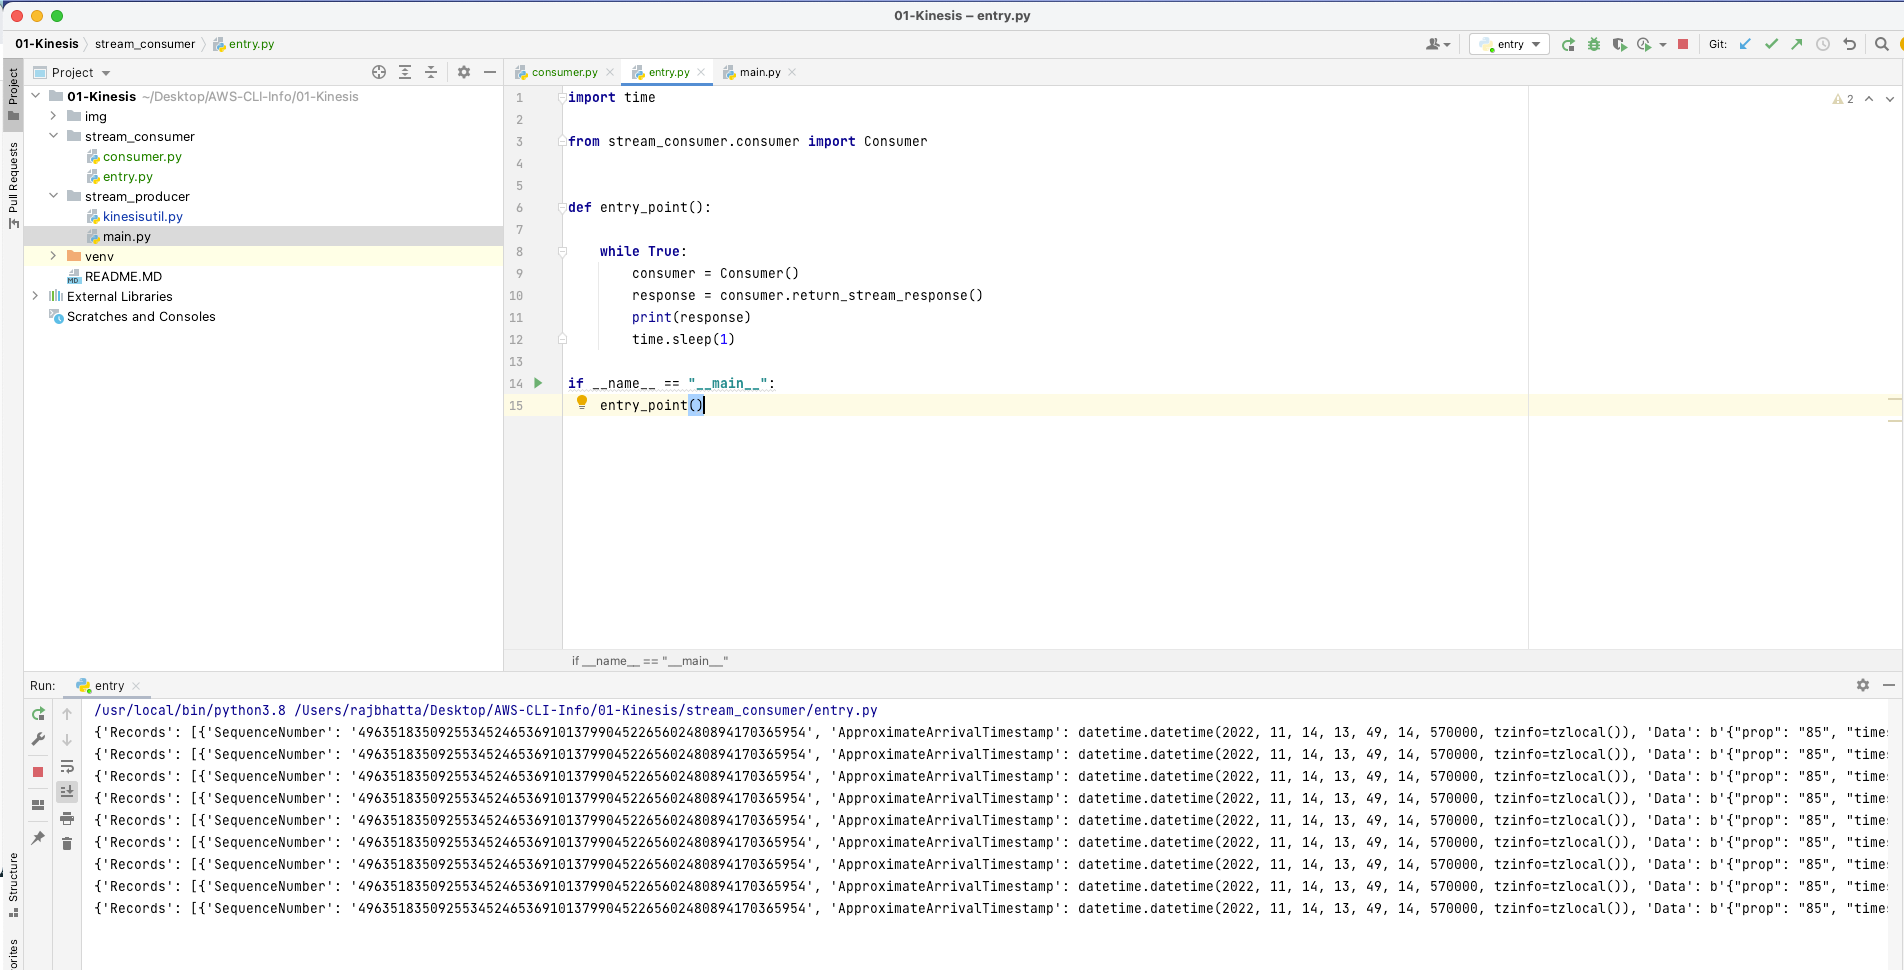 01-Kinesis – entry.py
01-Kinesis stream_consumer entry.py
entry Git:
Project
Pull Requests
Structure
Project
01-Kinesis ~/Desktop/AWS-CLI-Info/01-Kinesis
img
stream_consumer
consumer.py
entry.py
stream_producer
kinesisutil.py
main.py
venv
README.MD
External Libraries
Scratches and Consoles
consumer.py entry.py main.py
2
1 import time
2
3 from stream_consumer.consumer import Consumer
4
5
6 def entry_point():
7
8 while True:
9 consumer = Consumer()
10 response = consumer.return_stream_response()
11 print(response)
12 time.sleep(1)
13
14 if __name__ == "__main__":
15 entry_point()
if __name__ == "__main__"
Run: entry
/usr/local/bin/python3.8 /Users/rajbhatta/Desktop/AWS-CLI-Info/01-Kinesis/stream_consumer/entry.py
{'Records': [{'SequenceNumber': '49635183509255345246536910137990452265602480894170365954', 'ApproximateArrivalTimestamp': datetime.datetime(2022, 11, 14, 13, 49, 14, 570000, tzinfo=tzlocal()), 'Data': b'{"prop": "85", "times
{'Records': [{'SequenceNumber': '49635183509255345246536910137990452265602480894170365954', 'ApproximateArrivalTimestamp': datetime.datetime(2022, 11, 14, 13, 49, 14, 570000, tzinfo=tzlocal()), 'Data': b'{"prop": "85", "times
{'Records': [{'SequenceNumber': '49635183509255345246536910137990452265602480894170365954', 'ApproximateArrivalTimestamp': datetime.datetime(2022, 11, 14, 13, 49, 14, 570000, tzinfo=tzlocal()), 'Data': b'{"prop": "85", "times
{'Records': [{'SequenceNumber': '49635183509255345246536910137990452265602480894170365954', 'ApproximateArrivalTimestamp': datetime.datetime(2022, 11, 14, 13, 49, 14, 570000, tzinfo=tzlocal()), 'Data': b'{"prop": "85", "times
{'Records': [{'SequenceNumber': '49635183509255345246536910137990452265602480894170365954', 'ApproximateArrivalTimestamp': datetime.datetime(2022, 11, 14, 13, 49, 14, 570000, tzinfo=tzlocal()), 'Data': b'{"prop": "85", "times
{'Records': [{'SequenceNumber': '49635183509255345246536910137990452265602480894170365954', 'ApproximateArrivalTimestamp': datetime.datetime(2022, 11, 14, 13, 49, 14, 570000, tzinfo=tzlocal()), 'Data': b'{"prop": "85", "times
{'Records': [{'SequenceNumber': '49635183509255345246536910137990452265602480894170365954', 'ApproximateArrivalTimestamp': datetime.datetime(2022, 11, 14, 13, 49, 14, 570000, tzinfo=tzlocal()), 'Data': b'{"prop": "85", "times
{'Records': [{'SequenceNumber': '49635183509255345246536910137990452265602480894170365954', 'ApproximateArrivalTimestamp': datetime.datetime(2022, 11, 14, 13, 49, 14, 570000, tzinfo=tzlocal()), 'Data': b'{"prop": "85", "times
{'Records': [{'SequenceNumber': '49635183509255345246536910137990452265602480894170365954', 'ApproximateArrivalTimestamp': datetime.datetime(2022, 11, 14, 13, 49, 14, 570000, tzinfo=tzlocal()), 'Data': b'{"prop": "85", "times